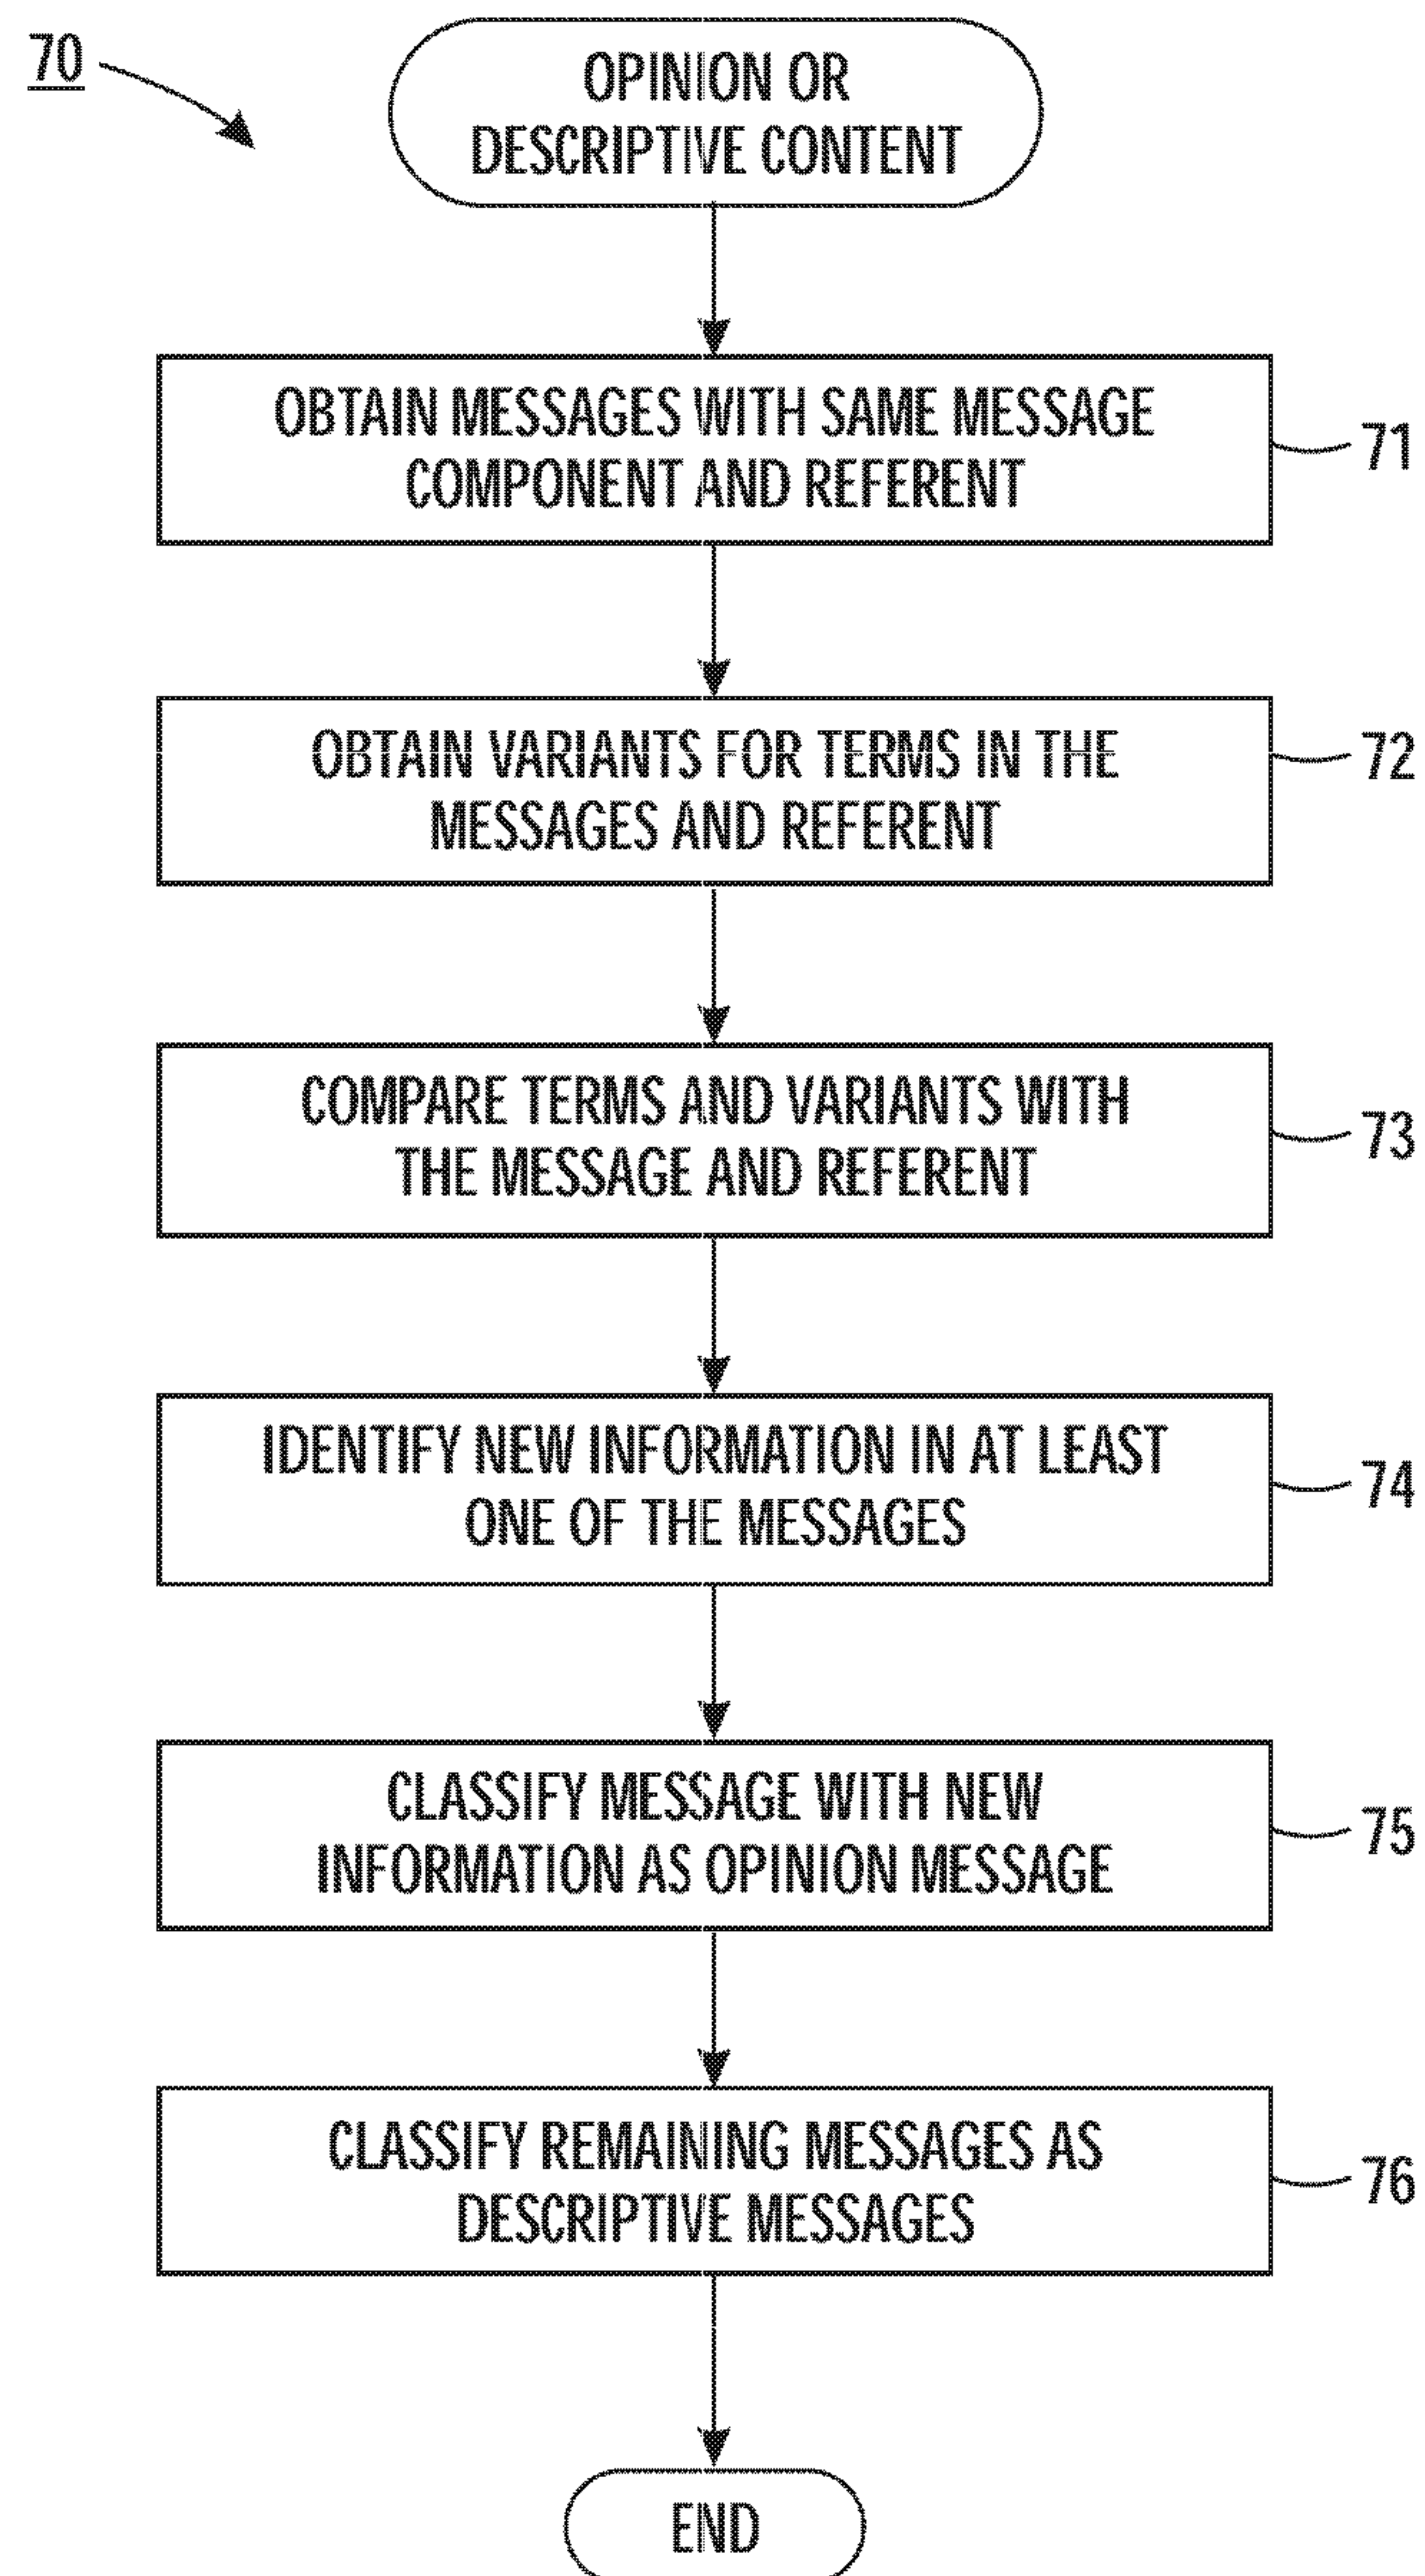 70
OPINION OR
DESCRIPTIVE CONTENT
OBTAIN MESSAGES WITH SAME MESSAGE
COMPONENT AND REFERENT
71
OBTAIN VARIANTS FOR TERMS IN THE
MESSAGES AND REFERENT
72
COMPARE TERMS AND VARIANTS WITH
THE MESSAGE AND REFERENT
73
IDENTIFY NEW INFORMATION IN AT LEAST
ONE OF THE MESSAGES
74
CLASSIFY MESSAGE WITH NEW
INFORMATION AS OPINION MESSAGE
75
CLASSIFY REMAINING MESSAGES AS
DESCRIPTIVE MESSAGES
76
END